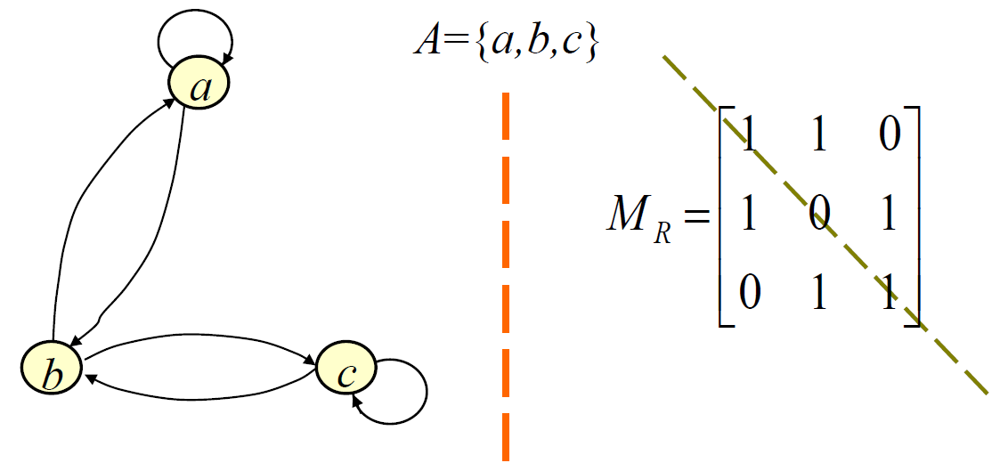 a
b
c
A={a,b,c}
M_R = [1 1 0
1 0 1
0 1 1]